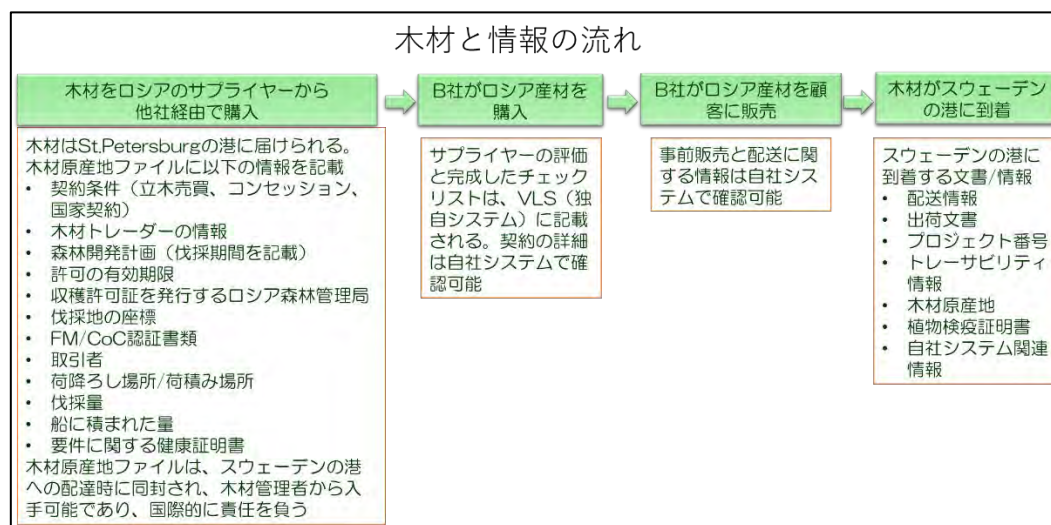 木材と情報の流れ
木材をロシアのサプライヤーから
他社経由で購入
木材はSt.Petersburgの港に届けられる。
木材原産地ファイルに以下の情報を記載
• 契約条件（立木売買、コンセッション、
国家契約）
• 木材トレーダーの情報
• 森林開発計画（伐採期間を記載）
• 許可の有効期限
• 収穫許可証を発行するロシア森林管理局
• 伐採地の座標
• FM/CoC認証書類
• 取引者
• 荷降ろし場所/荷積み場所
• 伐採量
• 船に積まれた量
• 要件に関する健康証明書
木材原産地ファイルは、スウェーデンの港
への配達時に同封され、木材管理者から入
手可能であり、国際的に責任を負う
B社がロシア産材を
購入
サプライヤーの評価
と完成したチェック
リストは、VLS（独
自システム）に記載
される。契約の詳細
は自社システムで確
認可能
B社がロシア産材を顧
客に販売
事前販売と配送に関
する情報は自社シス
テムで確認可能
木材がスウェーデン
の港に到着
スウェーデンの港に
到着する文書/情報
• 配送情報
• 出荷文書
• プロジェクト番号
• トレーサビリティ
情報
• 木材原産地
• 植物検疫証明書
• 自社システム関連
情報